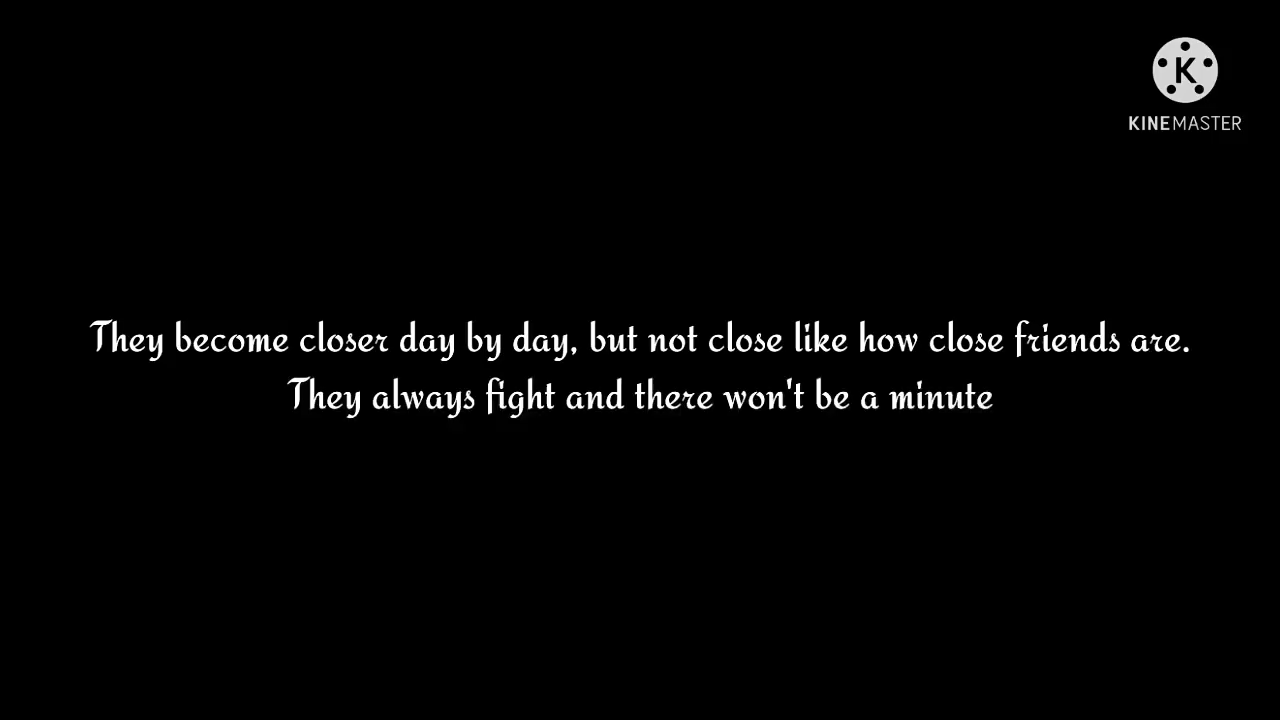 K
KINEMASTER
They become closer day by day, but not close like how close friends are.
They always fight and there won't be a minute